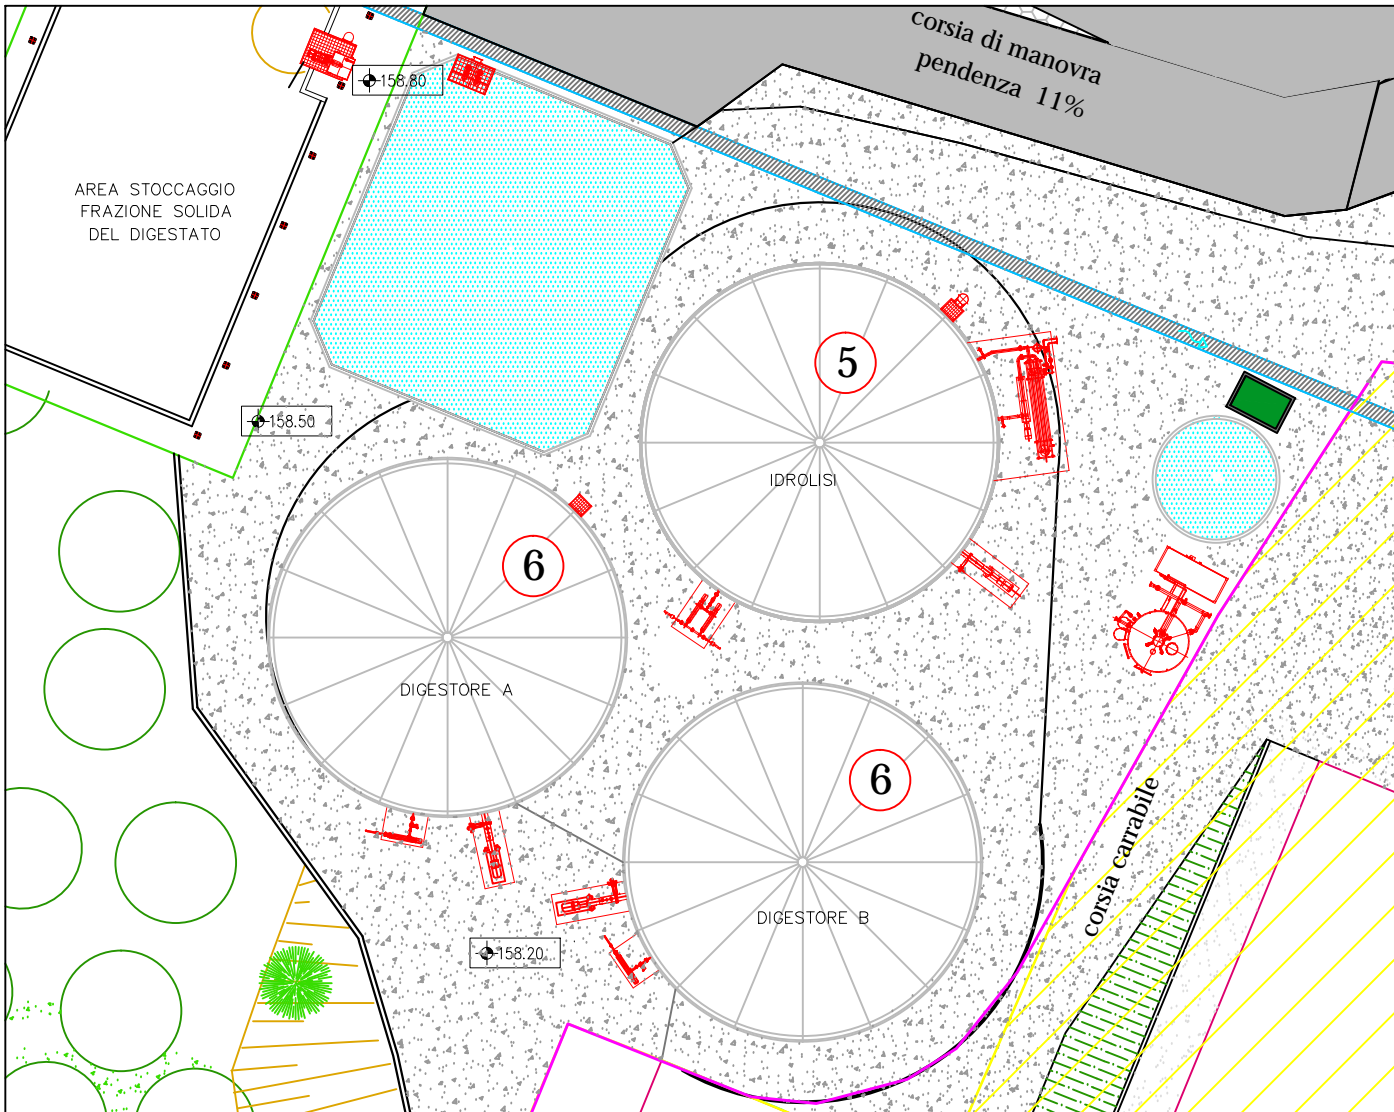 corsia di manovra
pendenza 11%
158.80
AREA STOCCAGGIO
FRAZIONE SOLIDA
DEL DIGESTATO
5
158.50
IDROLISI
6
DIGESTORE A
6
corsia carrabile
DIGESTORE B
158.20